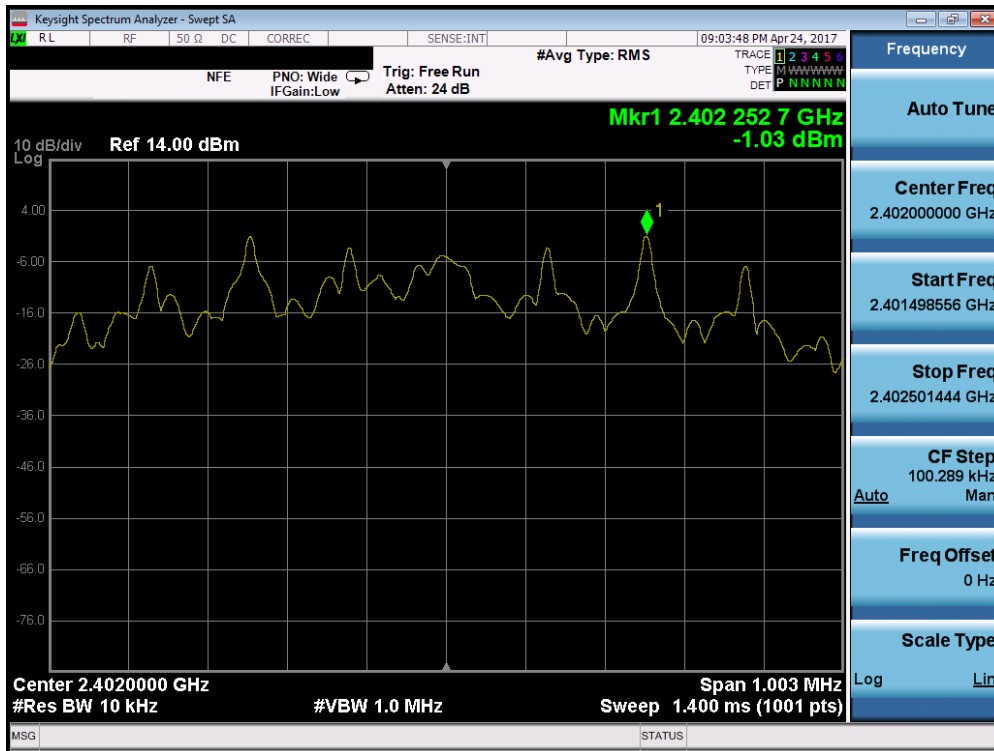 Keysight Spectrum Analyzer - Swept SA
LXI RL RF 50 Ω DC CORREC SENSE:INT 09:03:48 PM Apr 24, 2017
NFE PNO: Wide Trig: Free Run #Avg Type: RMS TRACE 1 2 3 4 5 6
IFGain:Low Atten: 24 dB TYPE M WWWWW
DET P N N N N N
Mkr1 2.402 252 7 GHz
-1.03 dBm
10 dB/div Ref 14.00 dBm
Log
1
4.00
-6.00
-16.0
-26.0
-36.0
-46.0
-56.0
-66.0
-76.0
Center 2.4020000 GHz Span 1.003 MHz
#Res BW 10 kHz #VBW 1.0 MHz Sweep 1.400 ms (1001 pts)
MSG STATUS
Frequency
Auto Tune
Center Freq
2.402000000 GHz
Start Freq
2.401498556 GHz
Stop Freq
2.402501444 GHz
CF Step
100.289 kHz
Auto Man
Freq Offset
0 Hz
Scale Type
Log Lin